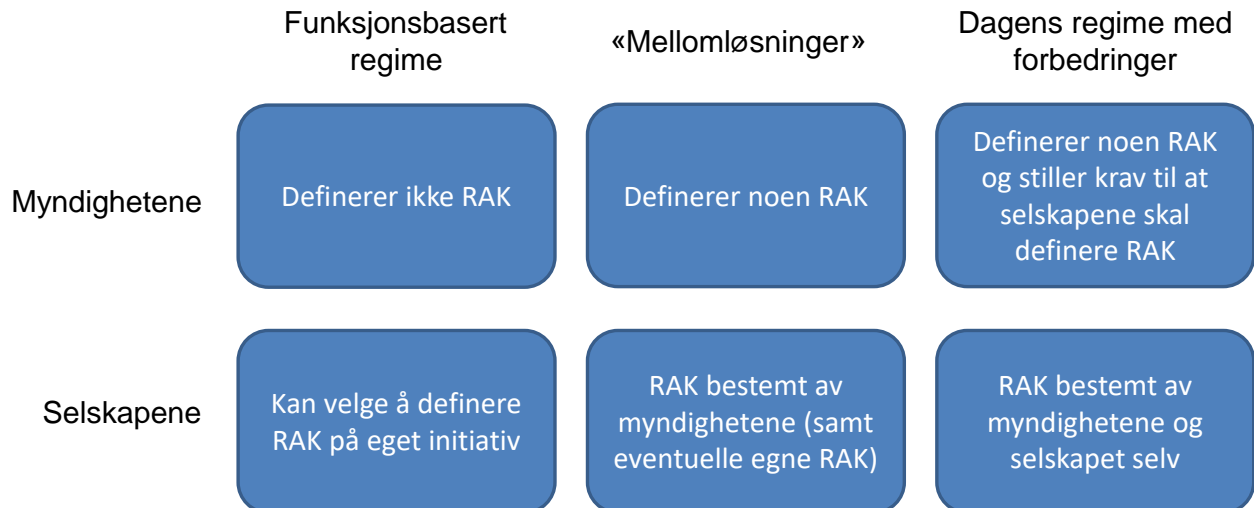 Funksjonsbasert
regime
«Mellomløsninger»
Dagens regime med
forbedringer
Myndighetene
Definerer ikke RAK
Definerer noen RAK
Definerer noen RAK
og stiller krav til at
selskapene skal
definere RAK
Selskapene
Kan velge å definere
RAK på eget initiativ
RAK bestemt av
myndighetene (samt
eventuelle egne RAK)
RAK bestemt av
myndighetene og
selskapet selv